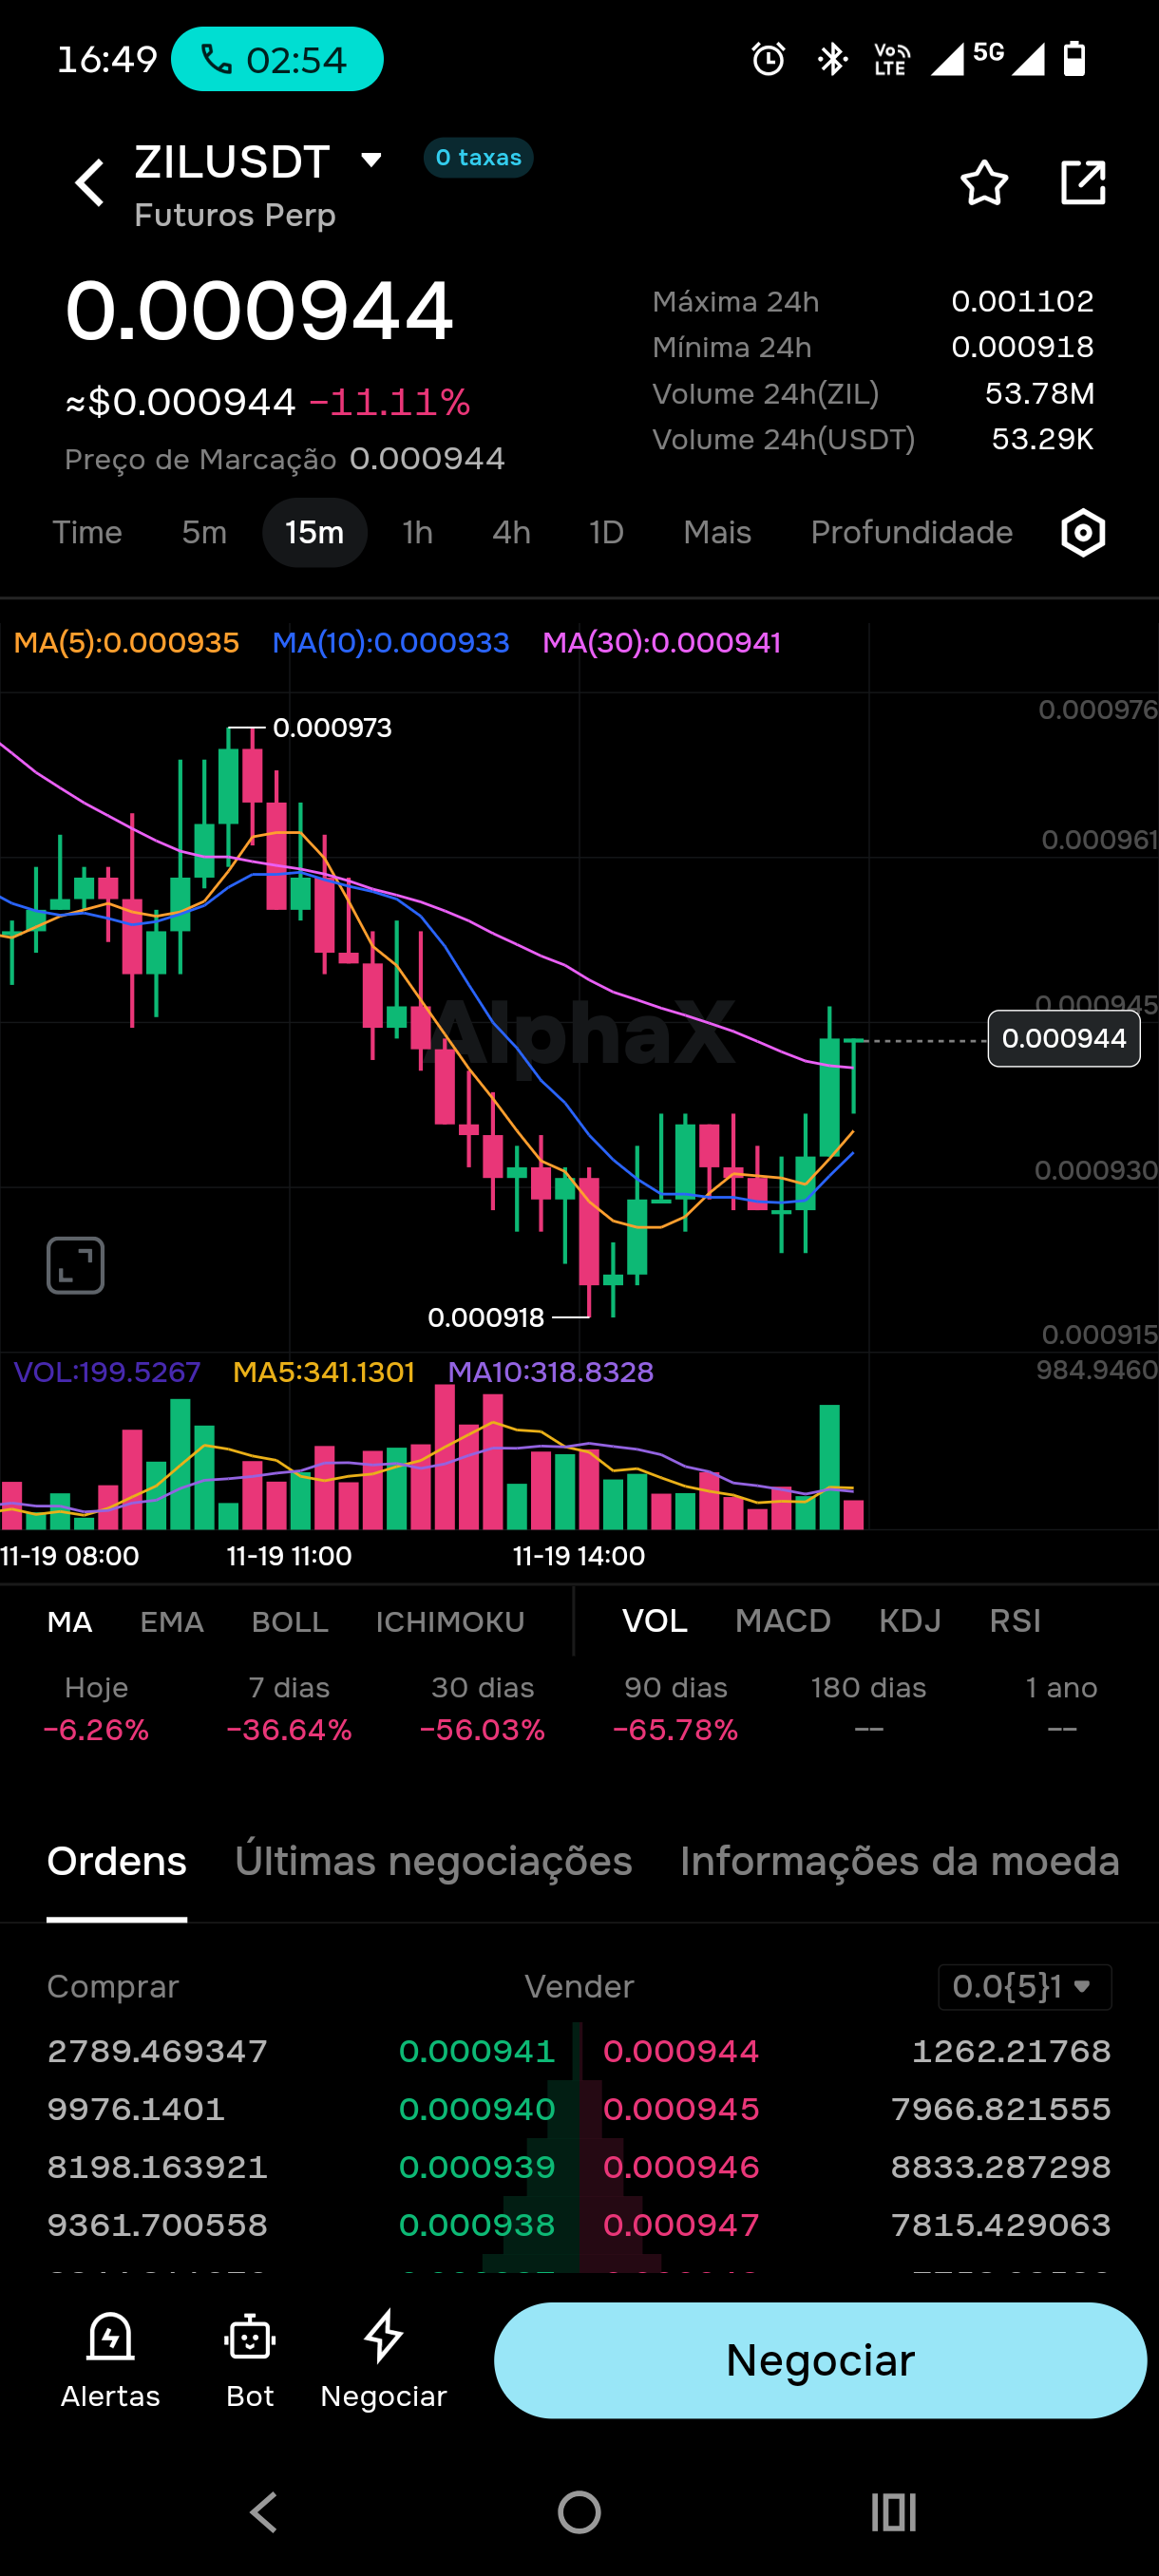 16:49 02:54 Vo LTE 5G
ZILUSDT 0 taxas
Futuros Perp
0.000944
≈$0.000944 -11.11%
Preço de Marcação 0.000944
Máxima 24h 0.001102
Mínima 24h 0.000918
Volume 24h(ZIL) 53.78M
Volume 24h(USDT) 53.29K
Time 5m 15m 1h 4h 1D Mais Profundidade
MA(5):0.000935 MA(10):0.000933 MA(30):0.000941
0.000976
0.000973
0.000961
AlphaX
0.000945
0.000944
0.000930
0.000918
0.000915
VOL:199.5267 MA5:341.1301 MA10:318.8328 984.9460
11-19 08:00 11-19 11:00 11-19 14:00
MA EMA BOLL ICHIMOKU VOL MACD KDJ RSI
Hoje 7 dias 30 dias 90 dias 180 dias 1 ano
-6.26% -36.64% -56.03% -65.78% -- --
Ordens Últimas negociações Informações da moeda
Comprar Vender 0.0{5}1
2789.469347 0.000941 0.000944 1262.21768
9976.1401 0.000940 0.000945 7966.821555
8198.163921 0.000939 0.000946 8833.287298
9361.700558 0.000938 0.000947 7815.429063
Alertas Bot Negociar Negociar